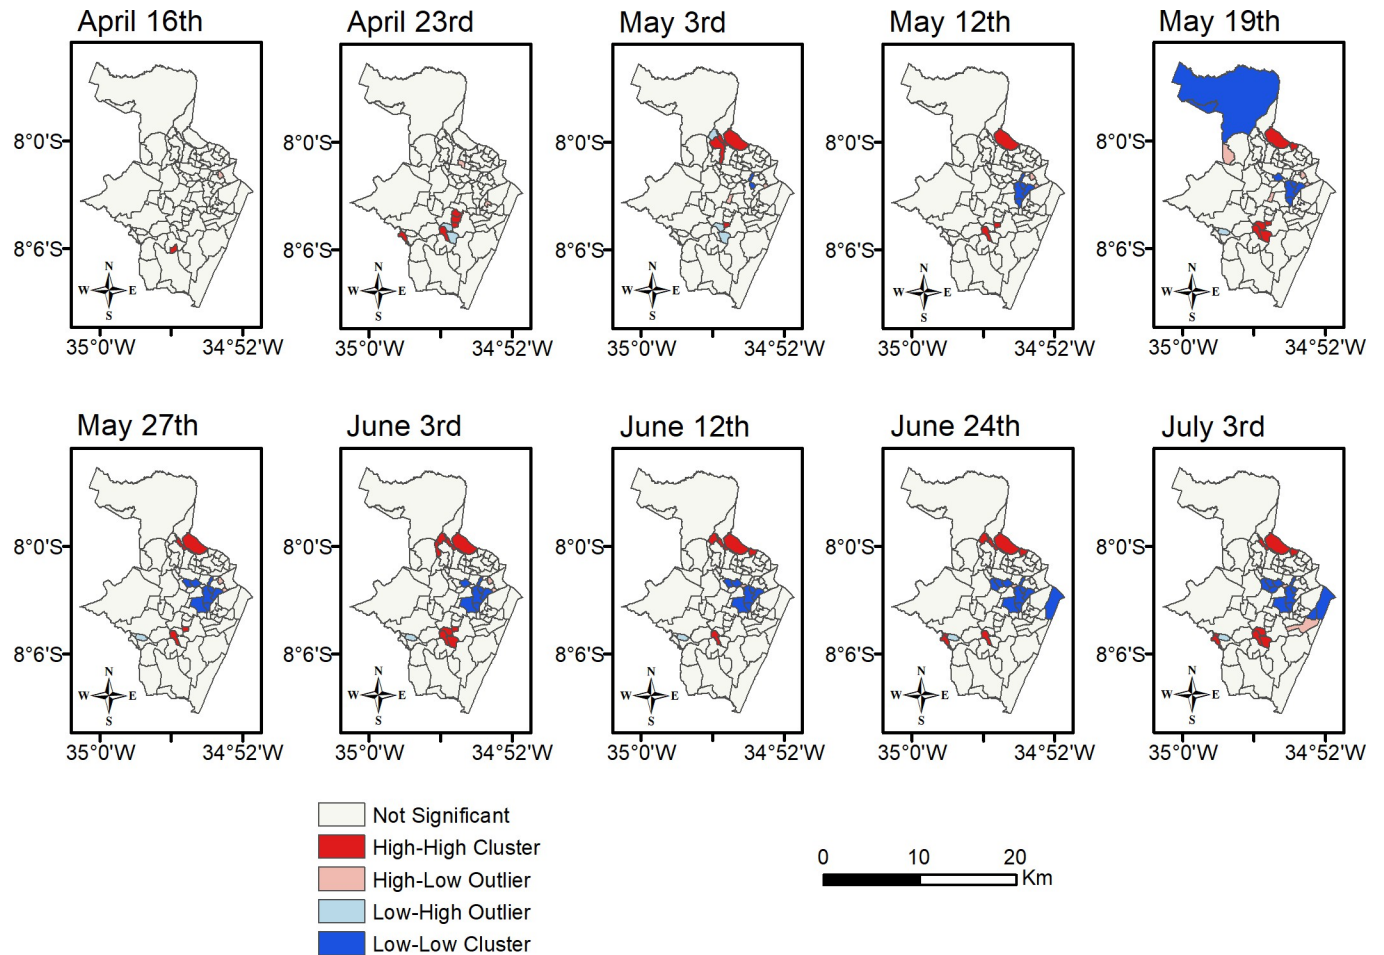 April 16th
April 23rd
May 3rd
May 12th
May 19th
8°0'S
8°6'S
N
W E
S
35°0'W 34°52'W
8°0'S
8°6'S
N
W E
S
35°0'W 34°52'W
8°0'S
8°6'S
N
W E
S
35°0'W 34°52'W
8°0'S
8°6'S
N
W E
S
35°0'W 34°52'W
8°0'S
8°6'S
N
W E
S
35°0'W 34°52'W
May 27th
June 3rd
June 12th
June 24th
July 3rd
8°0'S
8°6'S
N
W E
S
35°0'W 34°52'W
8°0'S
8°6'S
N
W E
S
35°0'W 34°52'W
8°0'S
8°6'S
N
W E
S
35°0'W 34°52'W
8°0'S
8°6'S
N
W E
S
35°0'W 34°52'W
8°0'S
8°6'S
N
W E
S
35°0'W 34°52'W
Not Significant
High-High Cluster
High-Low Outlier
Low-High Outlier
Low-Low Cluster
0 10 20
Km